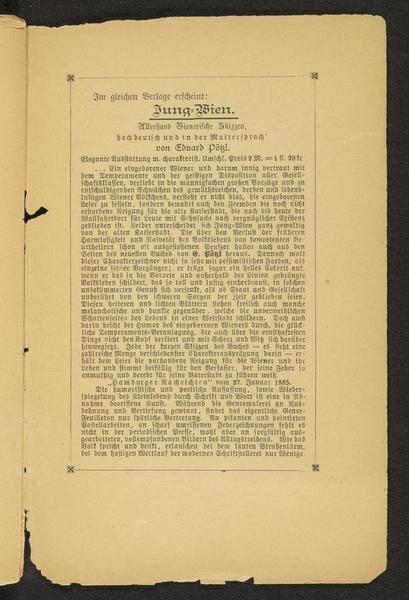 Im gleichen Verlage erscheint:
Jung-Wien.
Allerhand Wienerische Skizzen,
hochdeutsch und in der Muttersprach'
von Eduard Pötzl.
Elegante Ausstattung m. charakterist. Umschl. Preis 2 M. = 1 fl. 20 kr
... Ein eingeborener Wiener und darum innig vertraut mit
dem Temperamente und der geistigen Disposition aller Gesell-
schaftsklassen, verliebt in die mannigfachen großen Vorzüge und zu
entschuldigenden Schwächen des gemüthsreichen, derben und lebens-
lustigen Wiener Völkchens, versteht er nicht blos, die eingeborenen
Leser zu fesseln, sondern bewahrt auch den Fremden die noch nicht
erstorbene Neigung für die alte Kaiserstadt, die noch bis heute der
Wallfahrtsort für Leute mit Sehnsucht nach vergnüglicher Existenz
geblieben ist. Leider unterscheidet sich Jung-Wien ganz gewaltig
von der alten Kaiserstadt. Die über den Verlust der früheren
Harmlosigkeit und Naivetät des Volkslebens von kompetenten Be-
urtheilern schon oft ausgestoßenen Seufzer hallen auch aus den
Seiten des neuesten Buches von E. Pötzl heraus. Dennoch malt
dieser Charakterzeichner nicht so sehr mit pessimistischen Farben, als
einzelne seiner Vorgänger; er trägt sogar ein helles Colorit auf,
wenn er das in die Vororte und außerhalb der Linien gedrängte
Volksleben schildert, das so toll und lustig einherbraust, in solchen
unbekümmerten Genuß sich versenkt, als ob Staat und Gesellschaft
unberührt von den schweren Sorgen der Zeit geblieben seien.
Diesen heiteren und lichten Blättern stehen freilich auch manche
melancholische und dunkle gegenüber, welche die unvermeidlichen
Schattenseiten des Lebens in einer Weltstadt schildern. Doch auch
darin bricht der Humor des eingeborenen Wieners durch, die glück-
liche Temperaments-Veranlagung, die auch über die ernsthaftesten
Dinge nicht den Kopf verliert und mit Scherz und Witz sich darüber
hinwegsetzt. Jede der kurzen Skizzen des Buches — es steht eine
zahlreiche Menge verschiedenster Charakterausprägung darin — er-
hält dem Leser die vorhandene Neigung für die Wiener und ihr
Leben und stimmt derselbe für den Verfasser, der seine Feder so
anmuthig und beredt für seine Vaterstadt zu führen weiß.
„Hamburger Nachrichten" vom 27. Januar 1885.
Die humoristische und poetische Auffassung, sowie Wieder-
spiegelung des Kleinlebens durch Schrift und Wort ist eine in Ab-
nahme begriffene Kunst. Während die Genremalerei an Aus-
dehnung und Vertiefung gewinnt, findet das eigentliche Genre-
Feuilleton nur spärliche Vertretung. An pikanten und pointirten
Pastellarbeiten, an scharf umrissenen Federzeichnungen fehlt es
nicht in der periodischen Presse, wohl aber an sorgfältig aus-
gearbeiteten, vollempfundenen Bildern des Alltagstreibens. Wie das
Volk spricht und denkt, erlauschen bei dem lauten Straßenlärm,
bei dem hastigen Wettlauf der modernen Schriftstellerei nur Wenige.